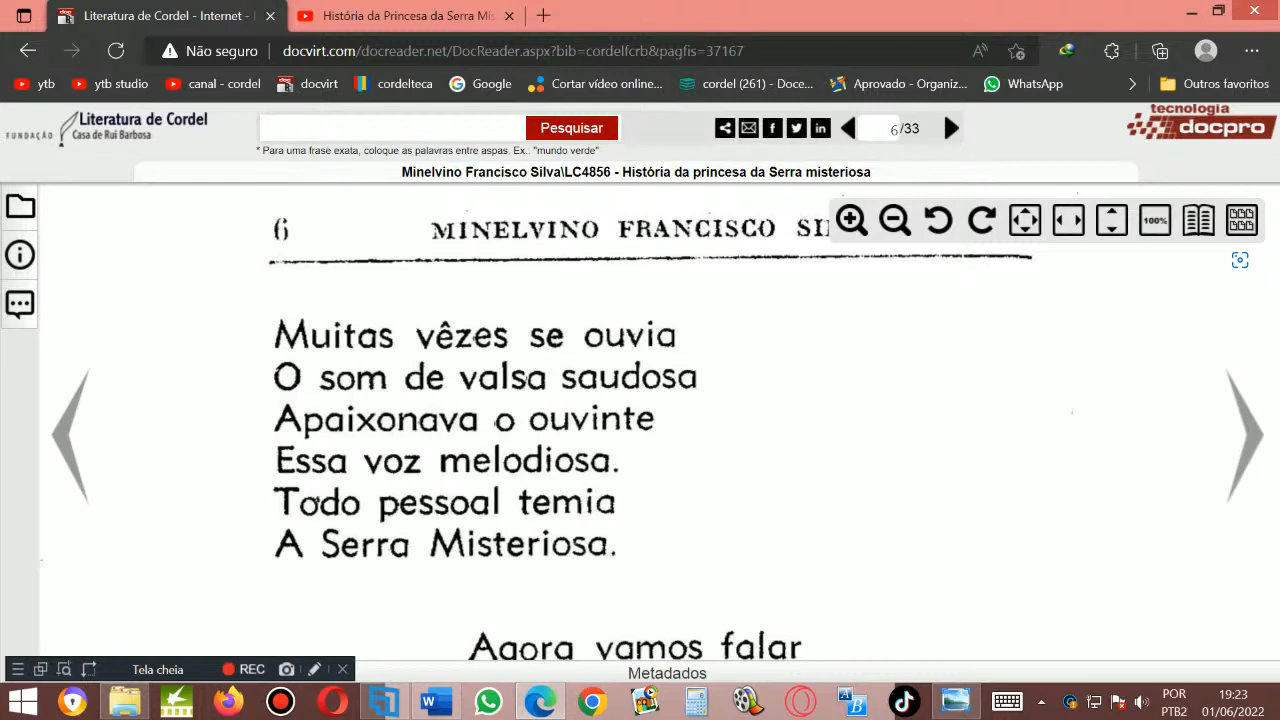 Literatura de Cordel - Internet -
História da Princesa da Serra Mis
Não seguro
docvirt.com/docreader.net/DocReader.aspx?bib=cordelfcrb&pagfis=37167
ytb
ytb studio
canal - cordel
docvirt
cordelteca
Google
Cortar vídeo online...
cordel (261) - Doce...
Aprovado - Organiz...
WhatsApp
Outros favoritos
FUNDAÇÃO
Literatura de Cordel
Casa de Rui Barbosa
Pesquisar
* Para uma frase exata, coloque as palavras entre aspas. Ex.: "mundo verde"
6 /33
tecnologia
docpro
Minelvino Francisco Silva\LC4856 - História da princesa da Serra misteriosa
6 MINELVINO FRANCISCO SI
100%
Muitas vêzes se ouvia
O som de valsa saudosa
Apaixonava o ouvinte
Essa voz melodiosa.
Todo pessoal temia
A Serra Misteriosa.
Agora vamos falar
Tela cheia
REC
Metadados
POR
PTB2
19:23
01/06/2022